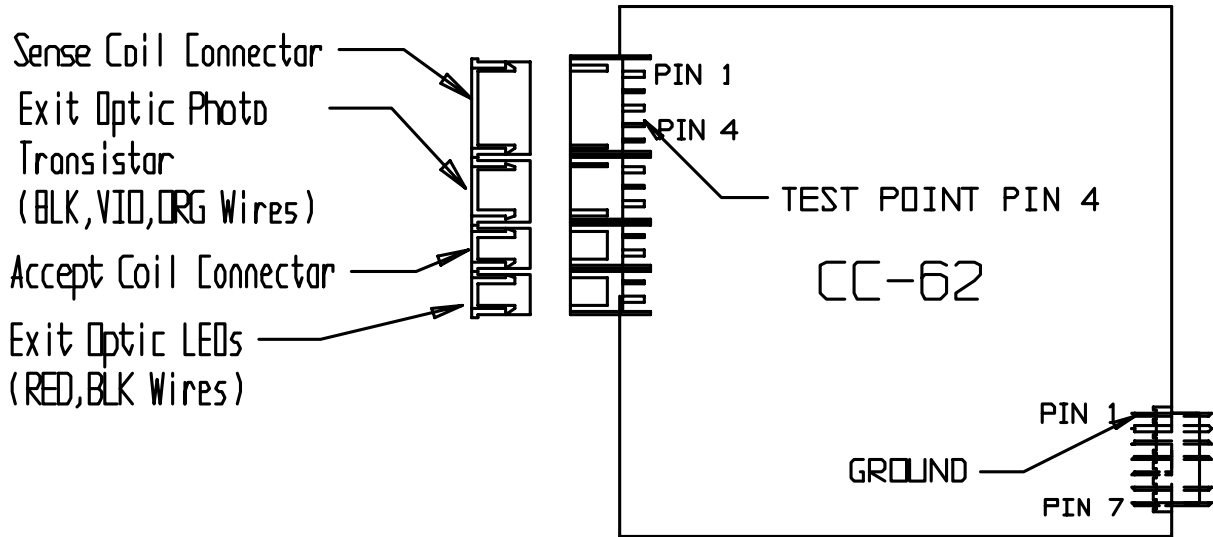 Sense Coil Connector
Exit Optic Photo
Transistor
(BLK,VIO,ORG Wires)
Accept Coil Connector
Exit Optic LEDs
(RED,BLK Wires)
PIN 1
PIN 4
TEST POINT PIN 4
CC-62
PIN 1
GROUND
PIN 7